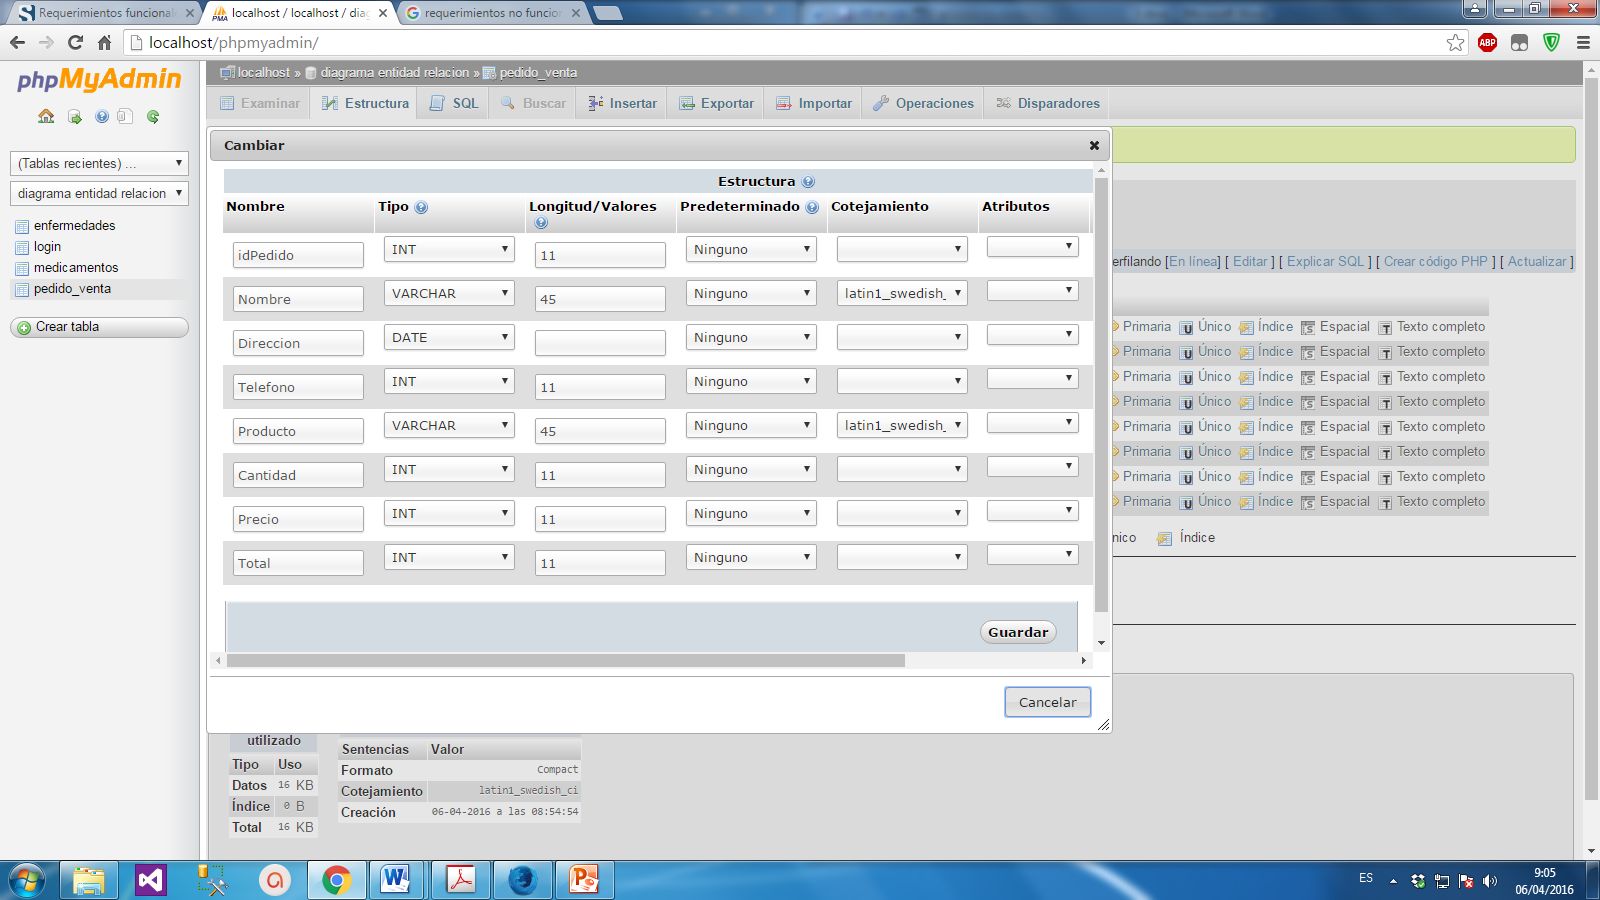 Requerimientos funcional
localhost / localhost / dia
requerimientos no funcion
localhost/phpmyadmin/
ABP
phpMyAdmin
(Tablas recientes) ...
diagrama entidad relacion
enfermedades
login
medicamentos
pedido_venta
Crear tabla
localhost » diagrama entidad relacion » pedido_venta
Examinar Estructura SQL Buscar Insertar Exportar Importar Operaciones Disparadores
Cambiar
Estructura
Nombre Tipo Longitud/Valores Predeterminado Cotejamiento Atributos
idPedido INT 11 Ninguno
Nombre VARCHAR 45 Ninguno latin1_swedish_
Direccion DATE Ninguno
Telefono INT 11 Ninguno
Producto VARCHAR 45 Ninguno latin1_swedish_
Cantidad INT 11 Ninguno
Precio INT 11 Ninguno
Total INT 11 Ninguno
Guardar
Cancelar
erfilando [En línea] [ Editar ] [ Explicar SQL ] [ Crear código PHP ] [ Actualizar ]
Primaria Único Índice Espacial Texto completo
Primaria Único Índice Espacial Texto completo
Primaria Único Índice Espacial Texto completo
Primaria Único Índice Espacial Texto completo
Primaria Único Índice Espacial Texto completo
Primaria Único Índice Espacial Texto completo
Primaria Único Índice Espacial Texto completo
Primaria Único Índice Espacial Texto completo
nico Índice
utilizado
Tipo Uso
Datos 16 KB
Índice 0 B
Total 16 KB
Sentencias Valor
Formato Compact
Cotejamiento latin1_swedish_ci
Creación 06-04-2016 a las 08:54:54
ES
9:05
06/04/2016